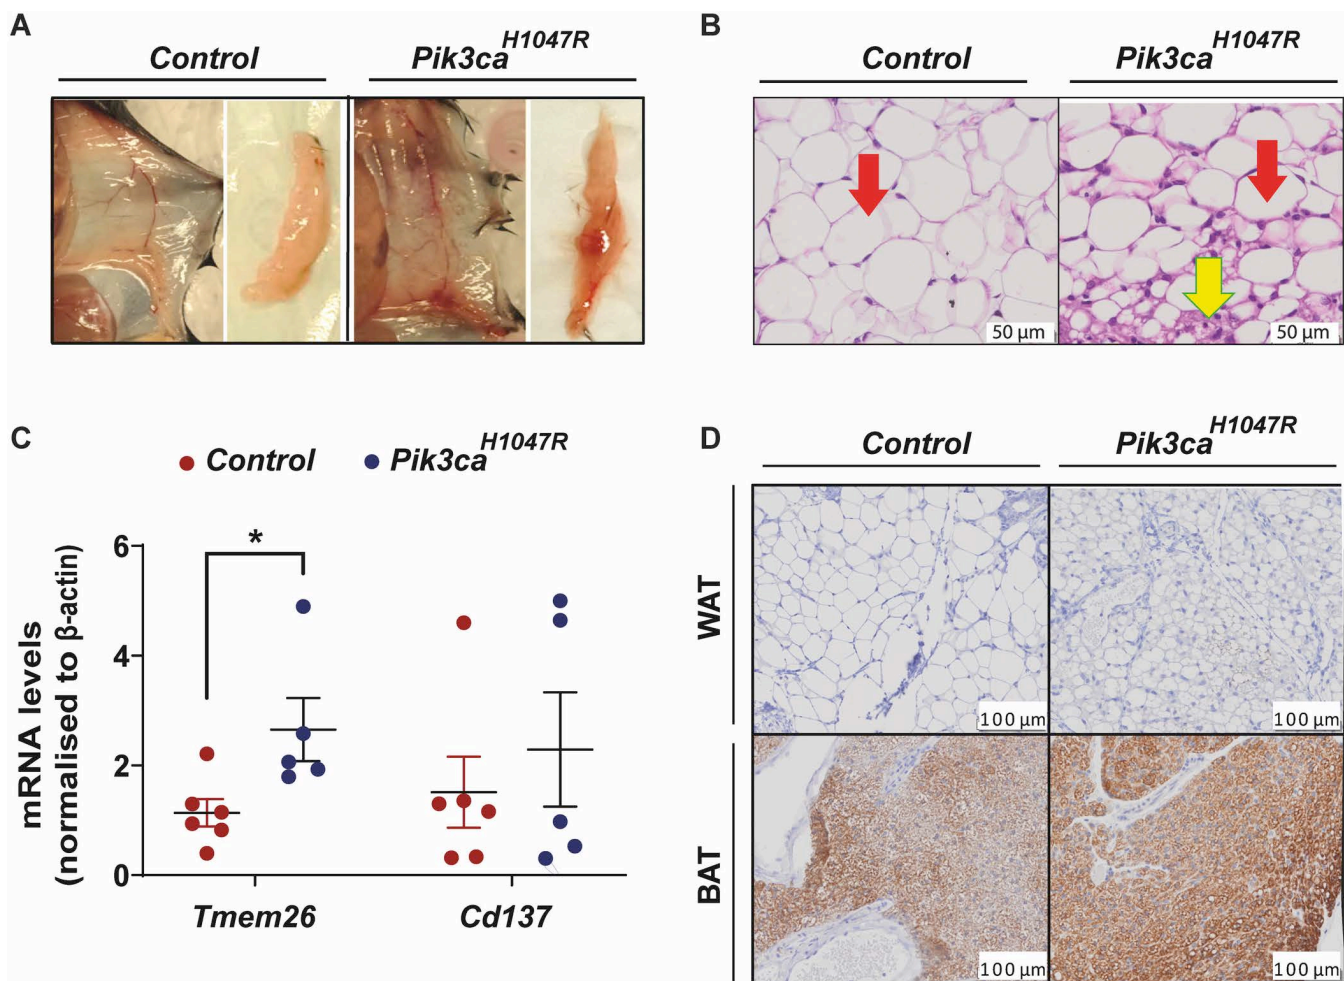 A
Control
Pik3ca H1047R
B
Control
Pik3ca H1047R
50 µm
50 µm
C
Control
Pik3ca H1047R
mRNA levels
(normalised to β-actin)
6
4
2
0
*
Tmem26
Cd137
D
Control
Pik3ca H1047R
WAT
100 µm
100 µm
BAT
100 µm
100 µm